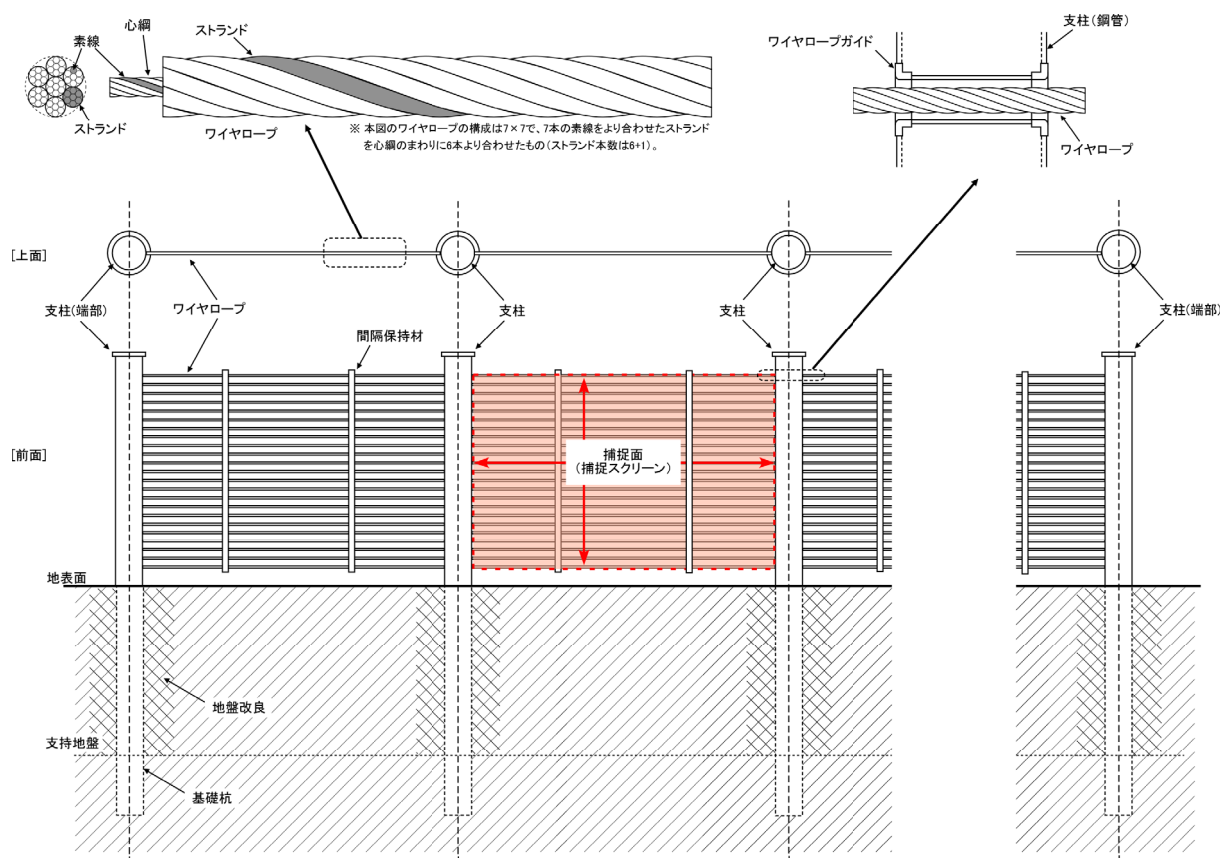 心綱
素線
ストランド
ストランド
ワイヤロープ
※ 本図のワイヤロープの構成は7×7で、7本の素線をより合わせたストランド
を心綱のまわりに6本より合わせたもの(ストランド本数は6+1)。
支柱(鋼管)
ワイヤロープガイド
ワイヤロープ
[上面]
支柱(端部)
ワイヤロープ
支柱
支柱
支柱(端部)
間隔保持材
[前面]
捕捉面
(捕捉スクリーン)
地表面
地盤改良
支持地盤
基礎杭